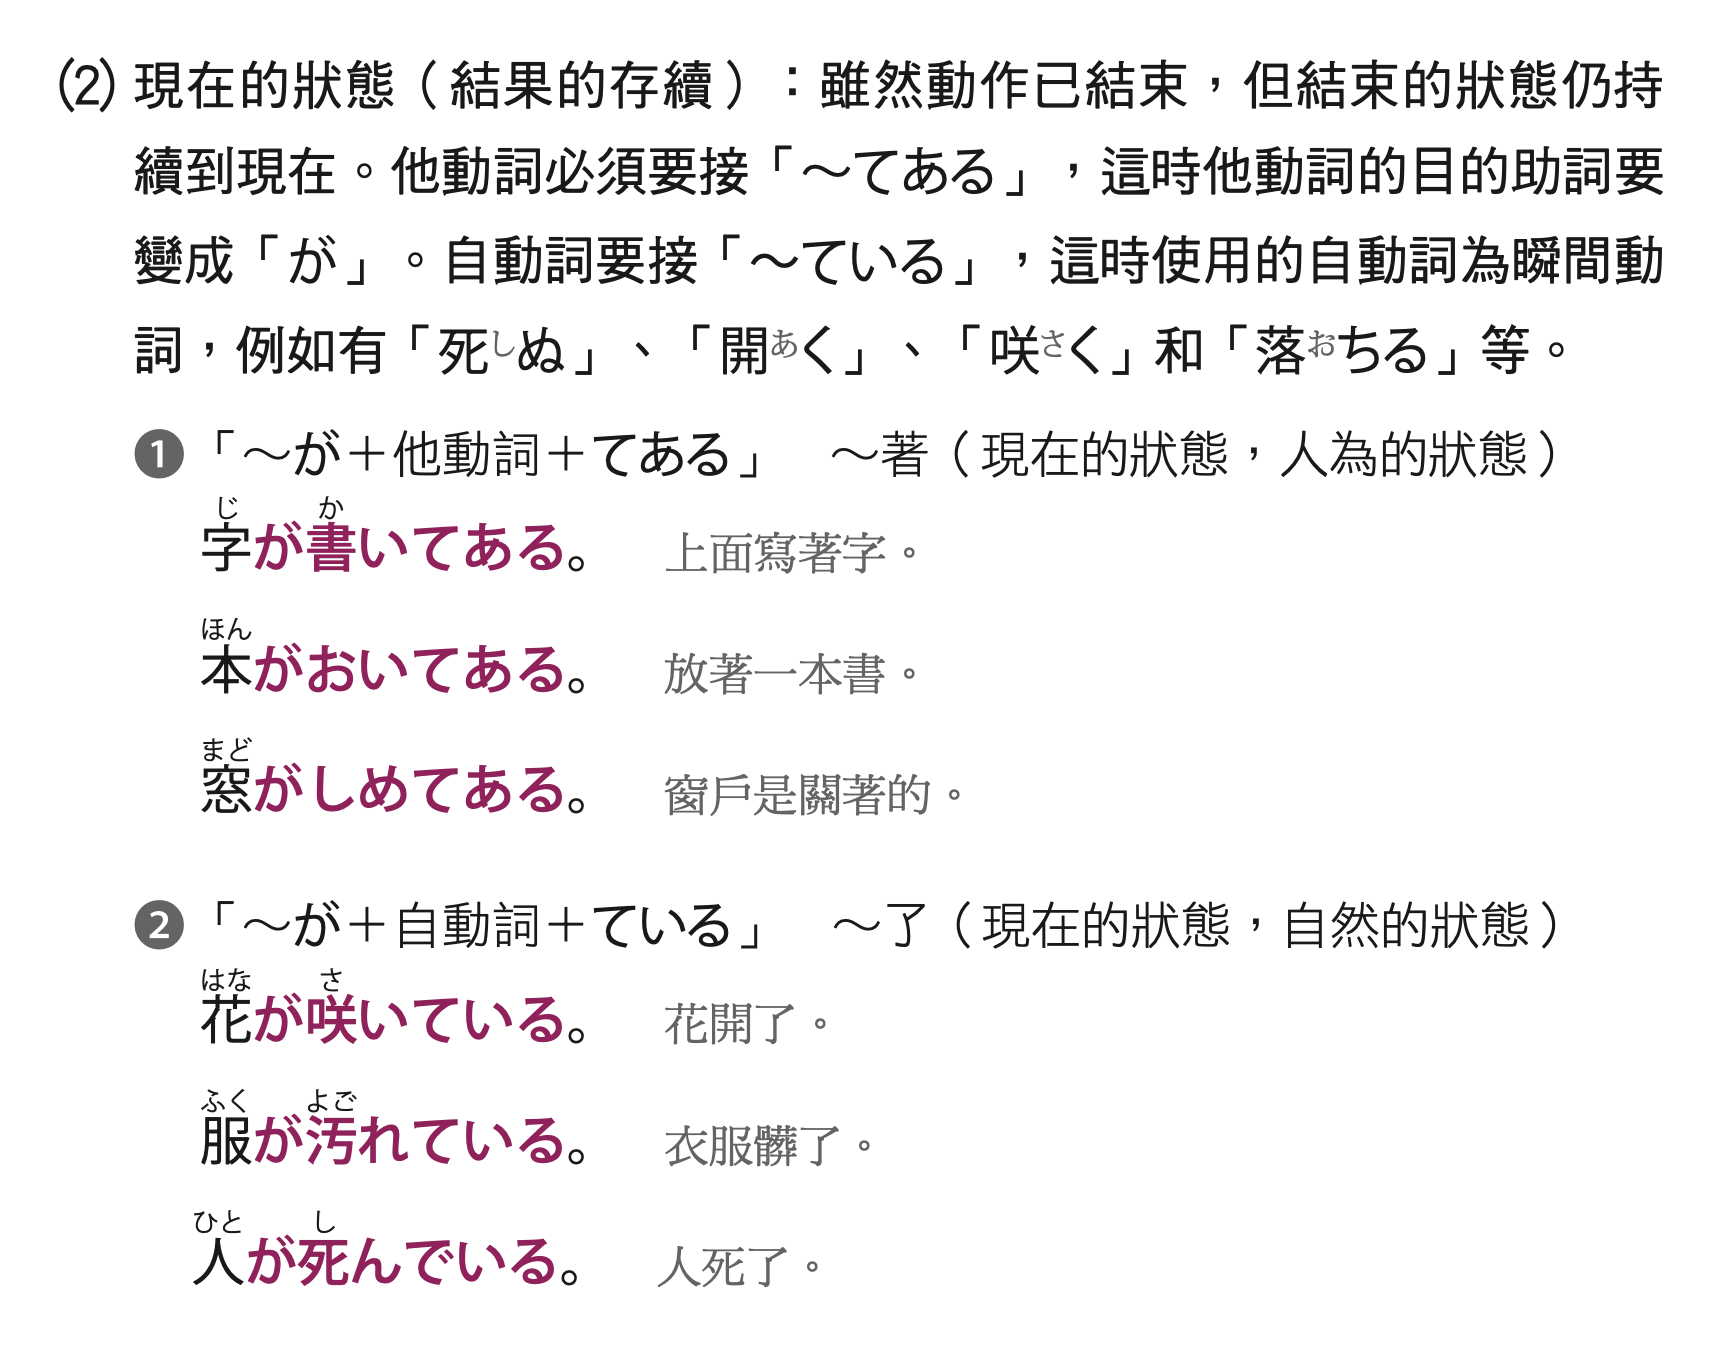 (2) 現在的狀態（結果的存續）：雖然動作已結束，但結束的狀態仍持
續到現在。他動詞必須要接「～てある」，這時他動詞的目的助詞要
變成「が」。自動詞要接「～ている」，這時使用的自動詞為瞬間動
詞，例如有「死しぬ」、「開あく」、「咲さく」和「落おちる」等。
❶「～が＋他動詞＋てある」　～著（現在的狀態，人為的狀態）
じ　か
字が書いてある。　上面寫著字。
ほん
本がおいてある。　放著一本書。
まど
窓がしめてある。　窗戶是關著的。
❷「～が＋自動詞＋ている」　～了（現在的狀態，自然的狀態）
はな　さ
花が咲いている。　花開了。
ふく　よご
服が汚れている。　衣服髒了。
ひと　し
人が死んでいる。　人死了。